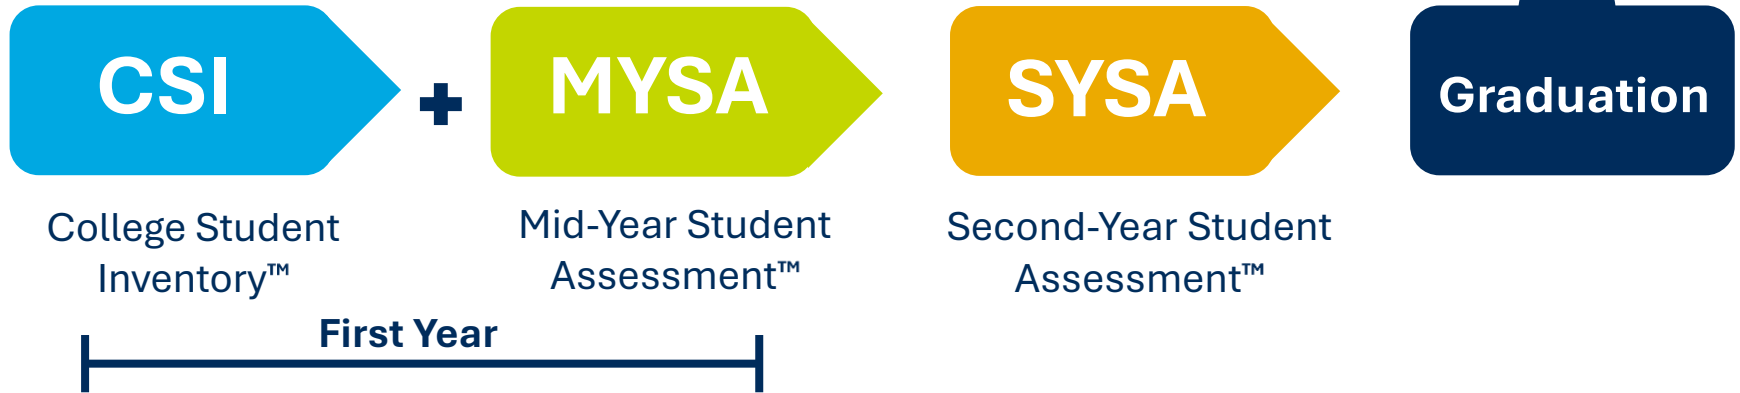 CSI
MYSA
SYSA
Graduation
College Student
Inventory™
Mid-Year Student
Assessment™
Second-Year Student
Assessment™
First Year